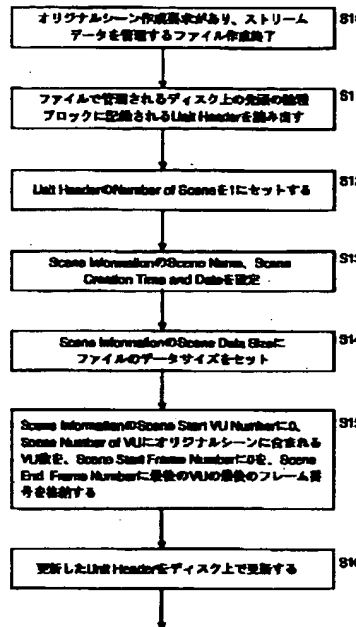 オリジナルシーン作成要求があり、ストリーム
データを管理するファイル作成終了
S10
ファイルで管理されるディスク上の先頭の論理
ブロックに記録されるUnit Headerを読み出す
S11
Unit HeaderのNumber of Sceneを1にセットする
S12
Scene InformationのScene Name、Scene
Creation Time and Dateを設定
S13
Scene InformationのScene Data Sizeに
ファイルのデータサイズをセット
S14
Scene InformationのScene Start VU Numberに0、
Scene Number of VUにオリジナルシーンに含まれる
VU数を、Scene Start Frame Numberに0を、Scene
End Frame Numberに最後のVUの最後のフレーム番
号を格納する
S15
更新したUnit Headerをディスク上で更新する
S16